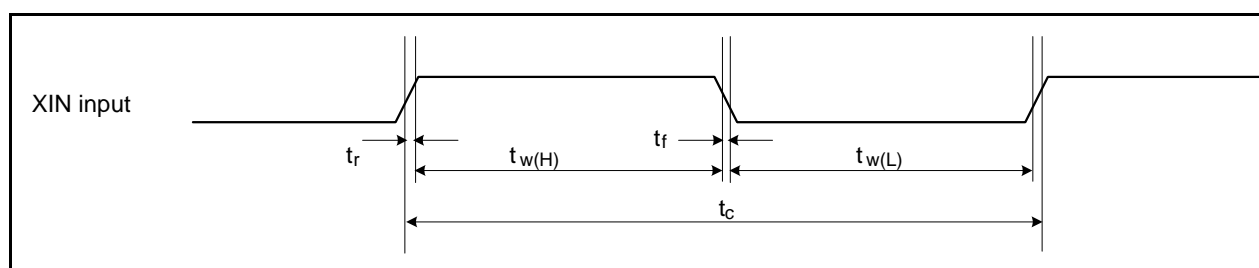 XIN input
tr
tw(H)
tf
tw(L)
tc